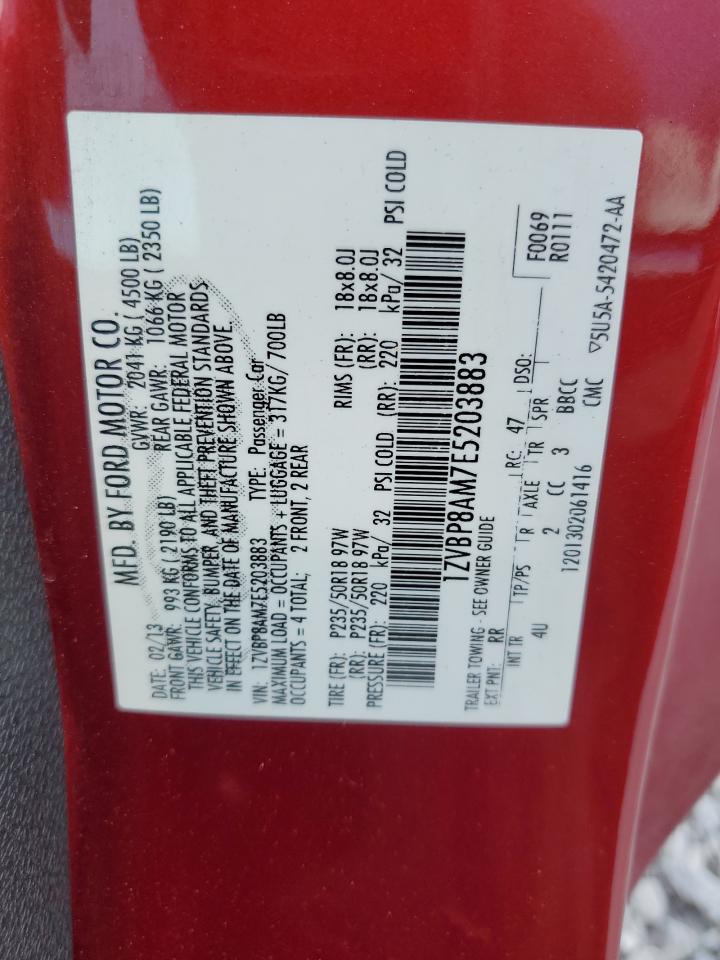 MFD. BY FORD MOTOR CO.
DATE: 02/13 GVWR: 2041 KG ( 4500 LB)
FRONT GAWR: 993 KG ( 2190 LB) REAR GAWR: 1066 KG ( 2350 LB)
THIS VEHICLE CONFORMS TO ALL APPLICABLE FEDERAL MOTOR
VEHICLE SAFETY, BUMPER, AND THEFT PREVENTION STANDARDS
IN EFFECT ON THE DATE OF MANUFACTURE SHOWN ABOVE.
VIN: 1ZVBP8AM7E5203883 TYPE: Passenger Car
MAXIMUM LOAD = OCCUPANTS + LUGGAGE = 317KG/700LB
OCCUPANTS = 4 TOTAL; 2 FRONT, 2 REAR
TIRE (FR): P235/50R18 97W RIMS (FR): 18x8.0J
(RR): P235/50R18 97W (RR): 18x8.0J
PRESSURE (FR): 220 kPa/ 32 PSI COLD (RR): 220 kPa/ 32 PSI COLD
1ZVBP8AM7E5203883
TRAILER TOWING - SEE OWNER GUIDE
EXT PNT: RR RC: 47 DSO: F0069
R0111
INT TR TP/PS R AXLE TR SPR
4U 2 CC 3 BBCC
1201302061416 CMC
▽5U5A-5420472-AA